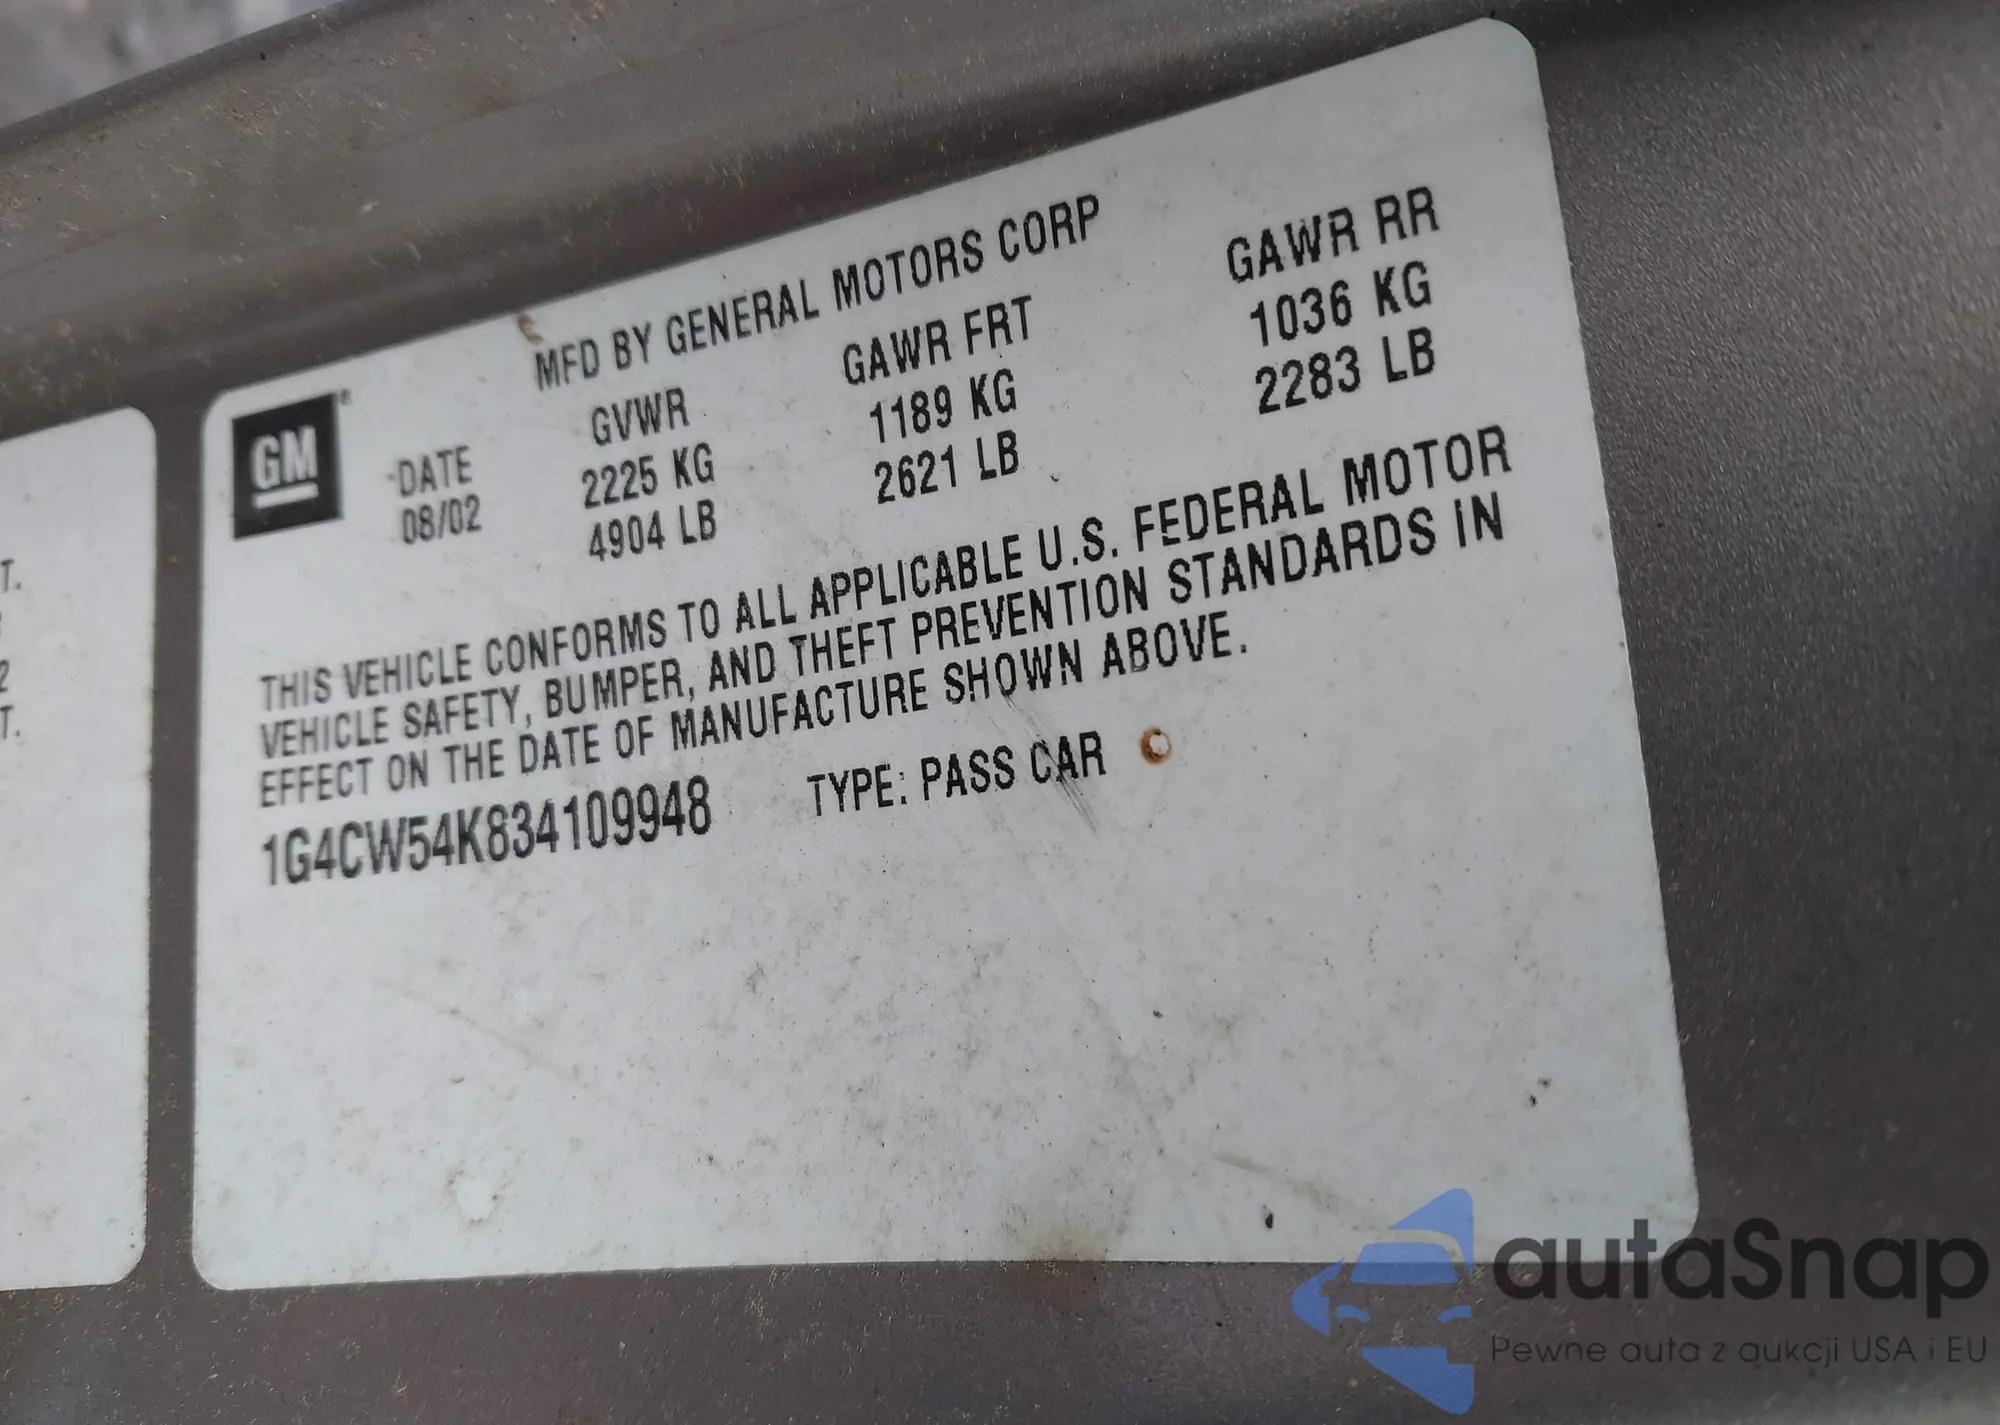 MFD BY GENERAL MOTORS CORP
GM
DATE GVWR GAWR FRT GAWR RR
08/02 2225 KG 1189 KG 1036 KG
4904 LB 2621 LB 2283 LB
THIS VEHICLE CONFORMS TO ALL APPLICABLE U.S. FEDERAL MOTOR
VEHICLE SAFETY, BUMPER, AND THEFT PREVENTION STANDARDS IN
EFFECT ON THE DATE OF MANUFACTURE SHOWN ABOVE.
1G4CW54K834109948 TYPE: PASS CAR
T.
2
T.
autaSnap
Pewne auta z aukcji USA i EU